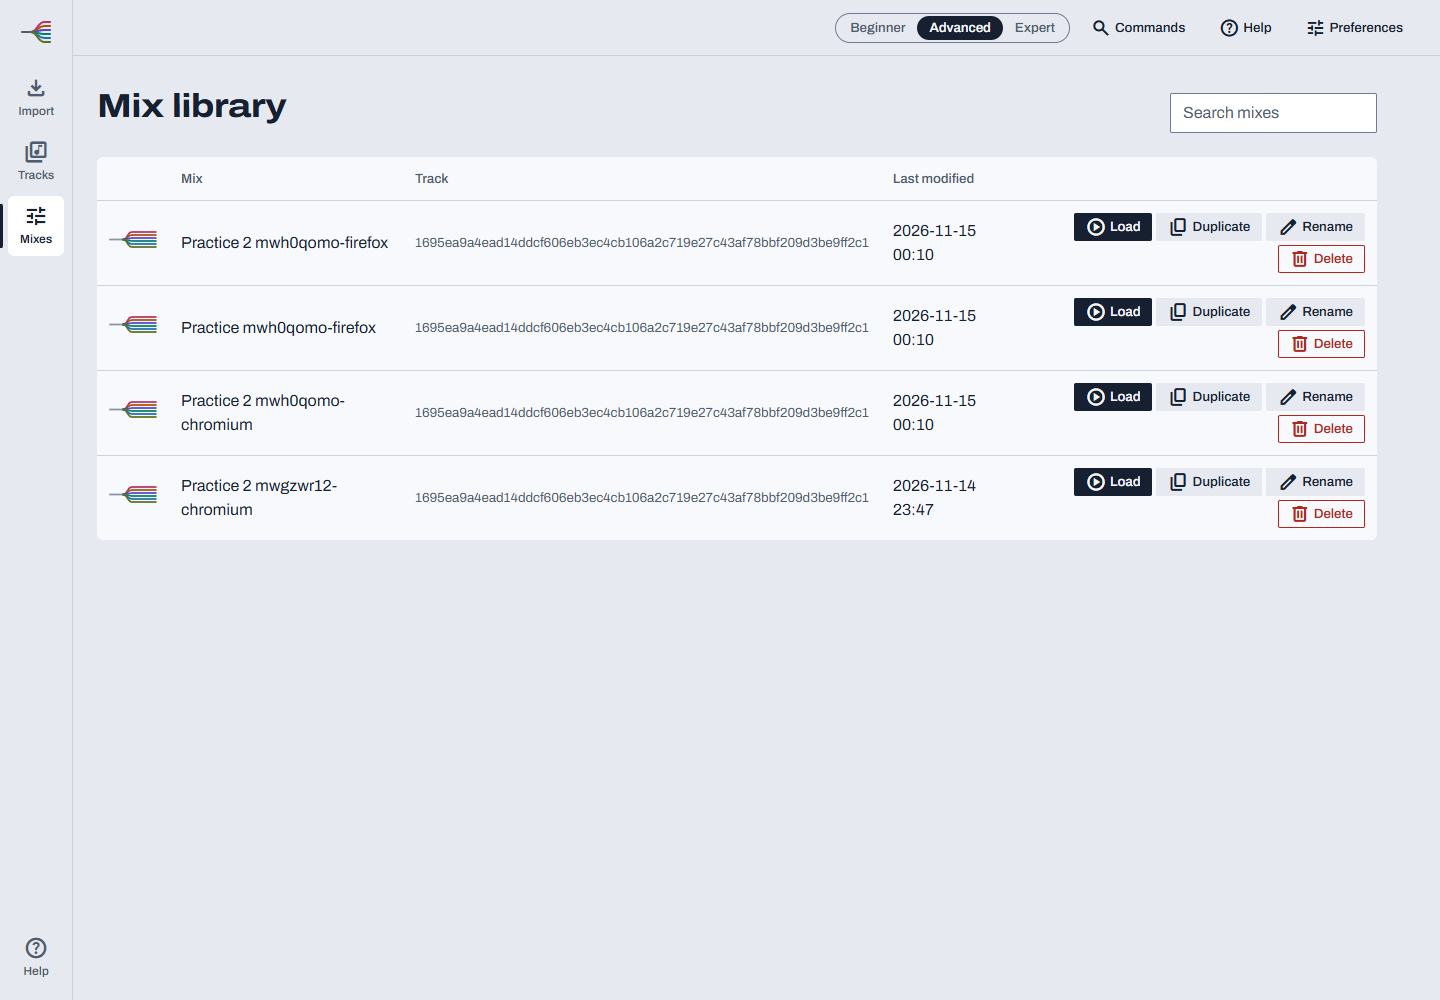 Beginner Advanced Expert Commands Help Preferences
Import
Tracks
Mixes
Help
Mix library
Search mixes
Mix Track Last modified
Practice 2 mwh0qomo-firefox 1695ea9a4ead14ddcf606eb3ec4cb106a2c719e27c43af78bbf209d3be9ff2c1 2026-11-15 00:10 Load Duplicate Rename
Delete
Practice mwh0qomo-firefox 1695ea9a4ead14ddcf606eb3ec4cb106a2c719e27c43af78bbf209d3be9ff2c1 2026-11-15 00:10 Load Duplicate Rename
Delete
Practice 2 mwh0qomo-chromium 1695ea9a4ead14ddcf606eb3ec4cb106a2c719e27c43af78bbf209d3be9ff2c1 2026-11-15 00:10 Load Duplicate Rename
Delete
Practice 2 mwgzwr12-chromium 1695ea9a4ead14ddcf606eb3ec4cb106a2c719e27c43af78bbf209d3be9ff2c1 2026-11-14 23:47 Load Duplicate Rename
Delete